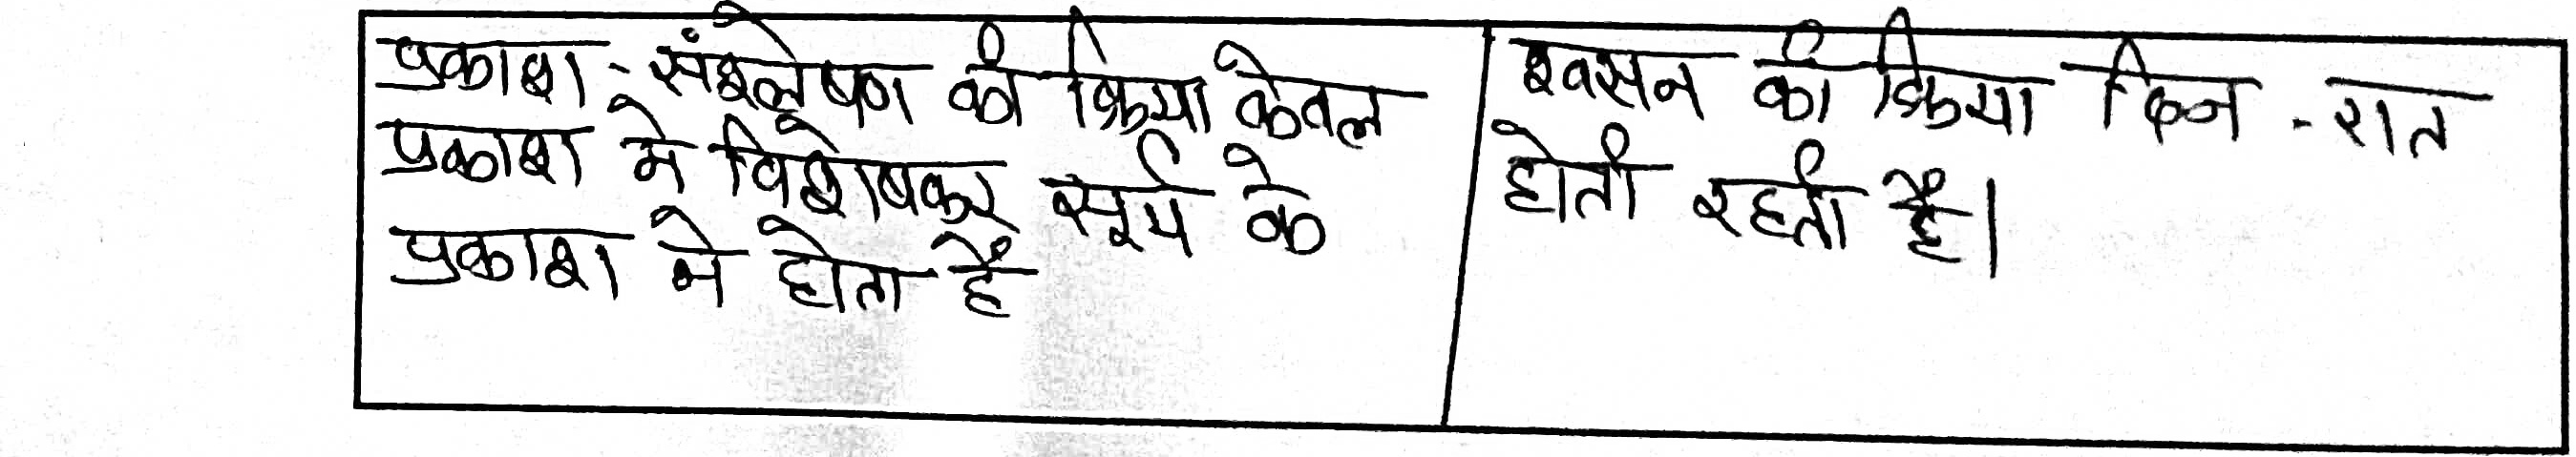 प्रकाश-संश्लेषण की क्रिया केवल
प्रकाश मे विशेषकर सूर्य के
प्रकाश मे होता है
श्वसन की क्रिया दिन-रात
होती रहती है।